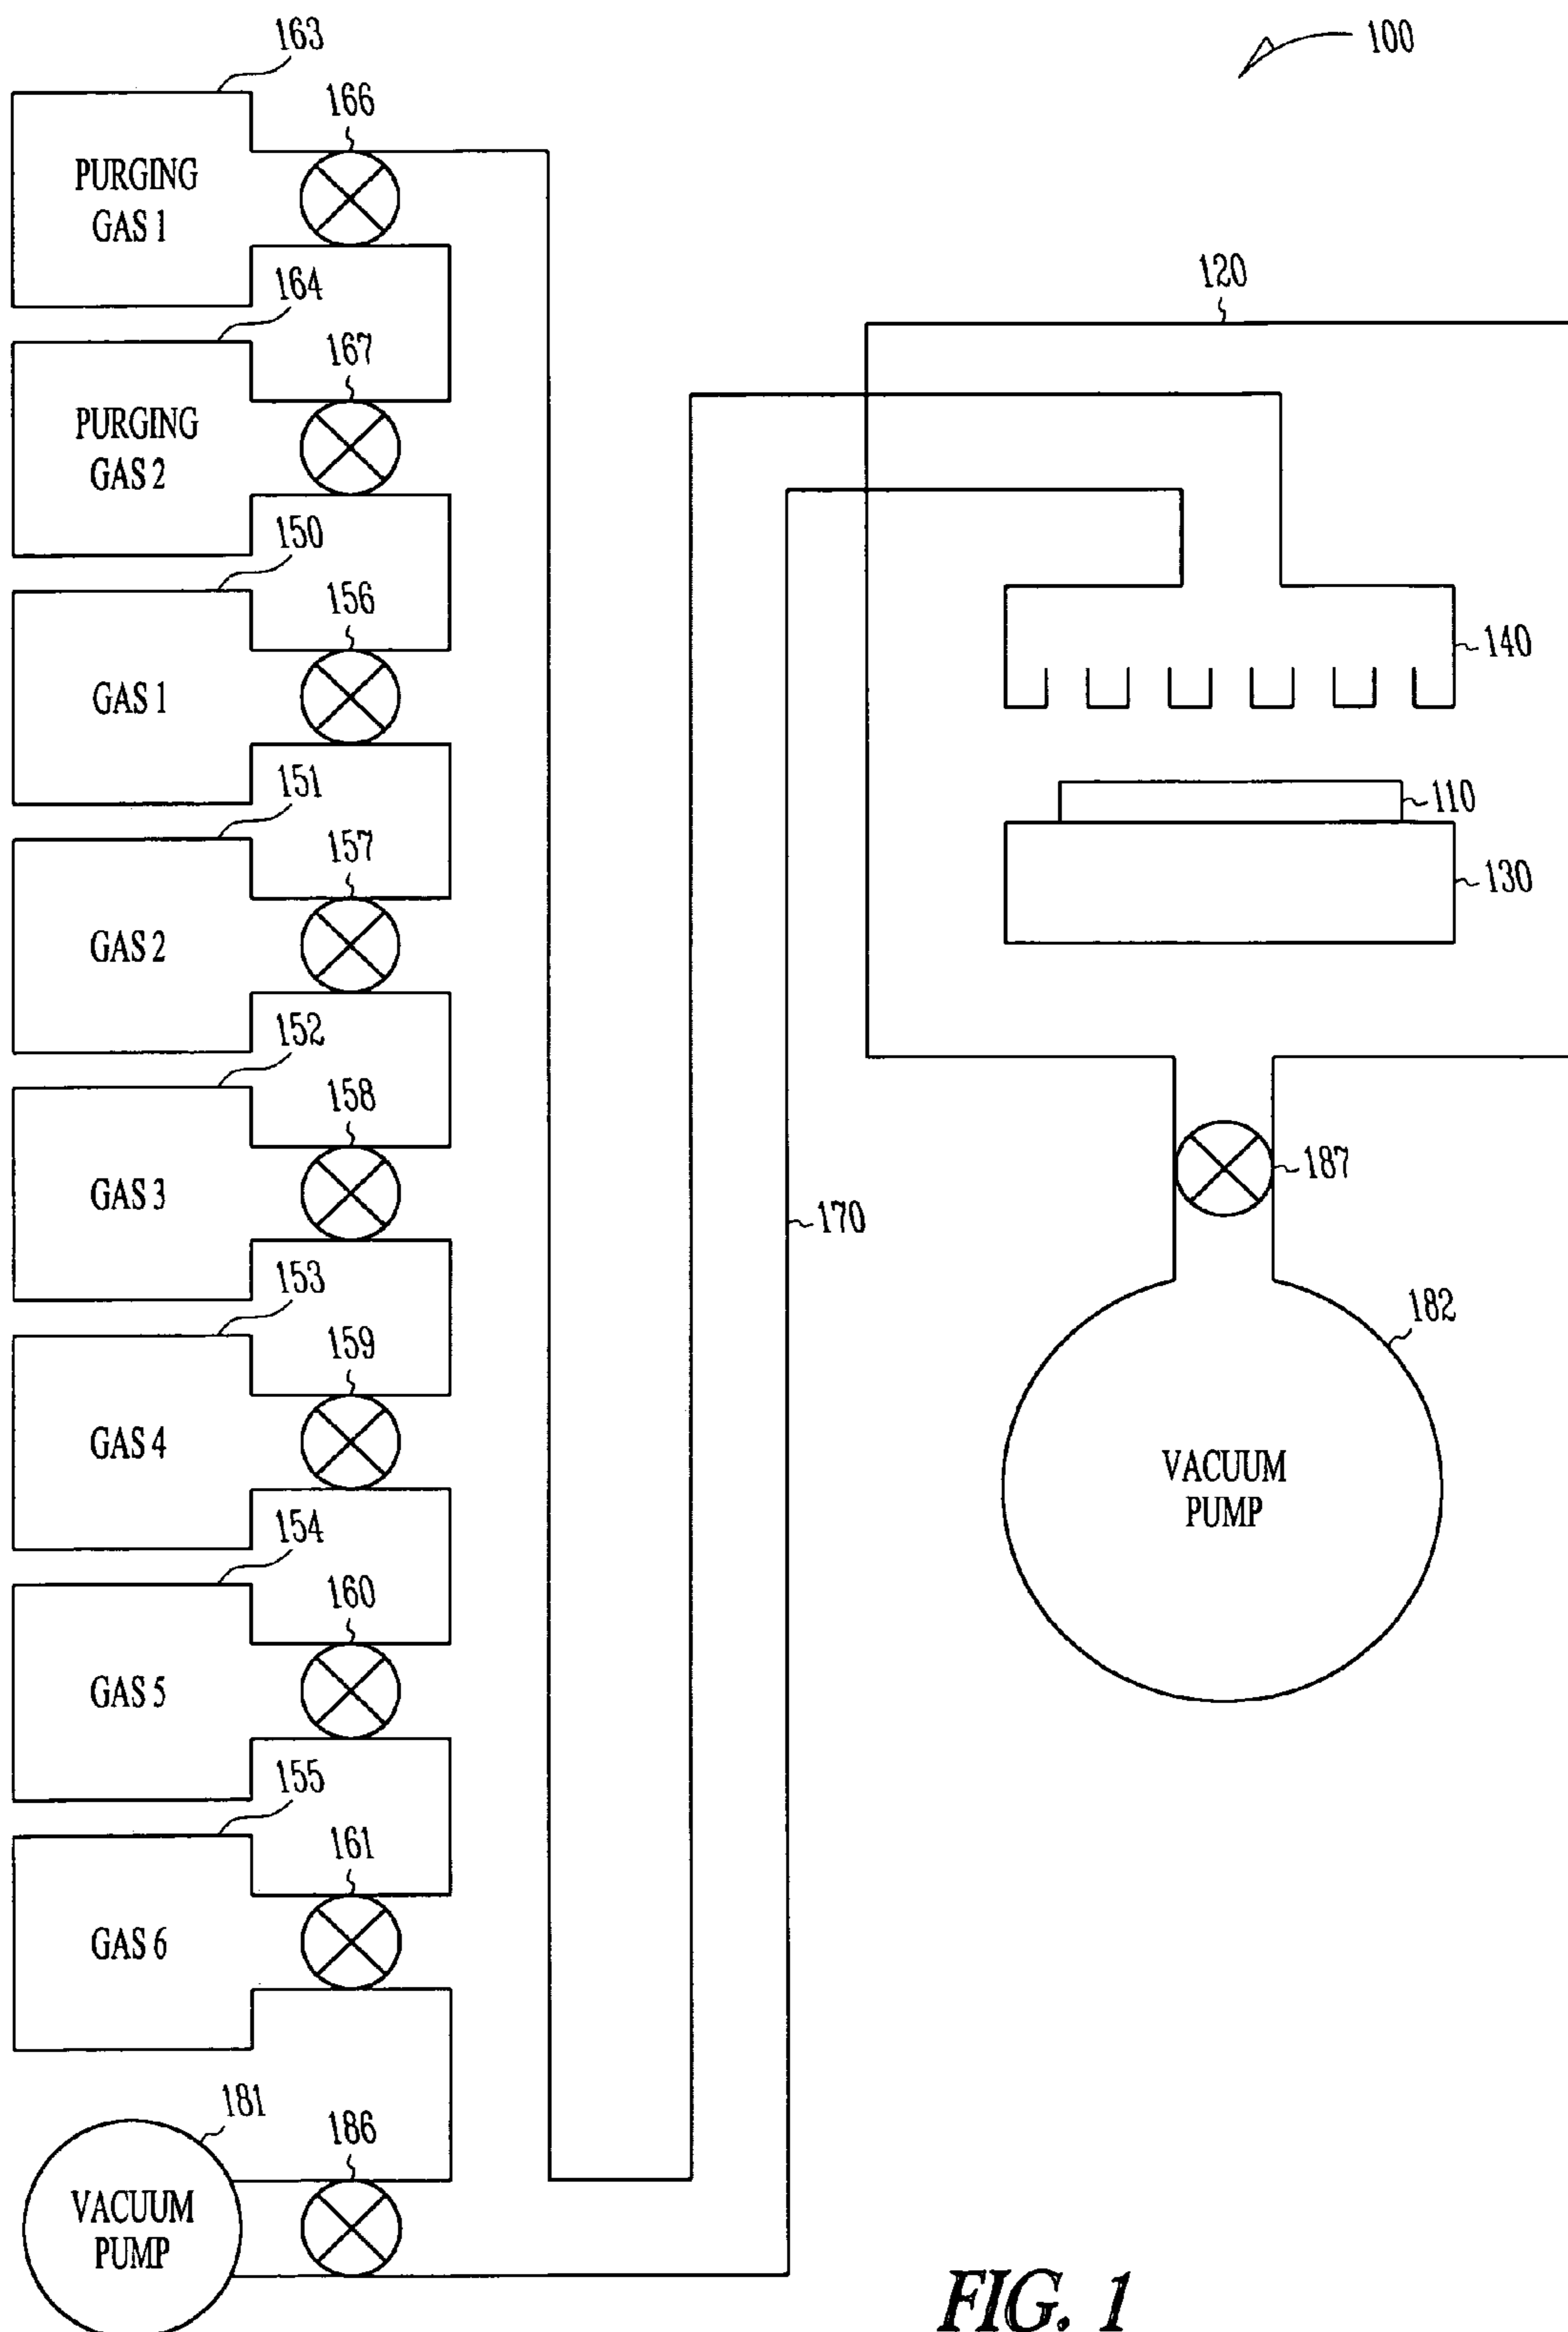 163
100
166
PURGING
GAS 1
164
120
167
PURGING
GAS 2
150
156
140
GAS 1
151
110
157
130
GAS 2
152
158
187
GAS 3
170
153
182
159
GAS 4
VACUUM
PUMP
154
160
GAS 5
155
161
GAS 6
181
186
VACUUM
PUMP
FIG. 1